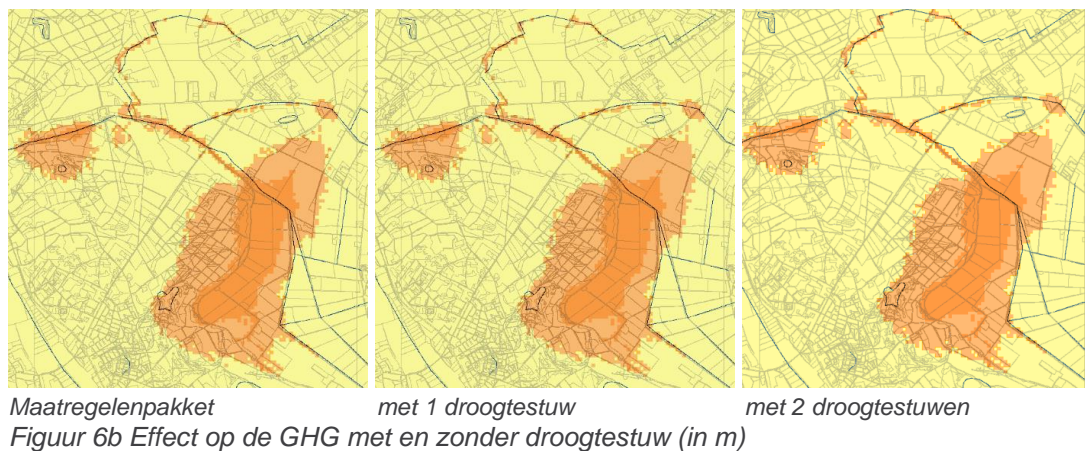 Maatregelenpakket met 1 droogtestuw met 2 droogtestuwen
Figuur 6b Effect op de GHG met en zonder droogtestuw (in m)